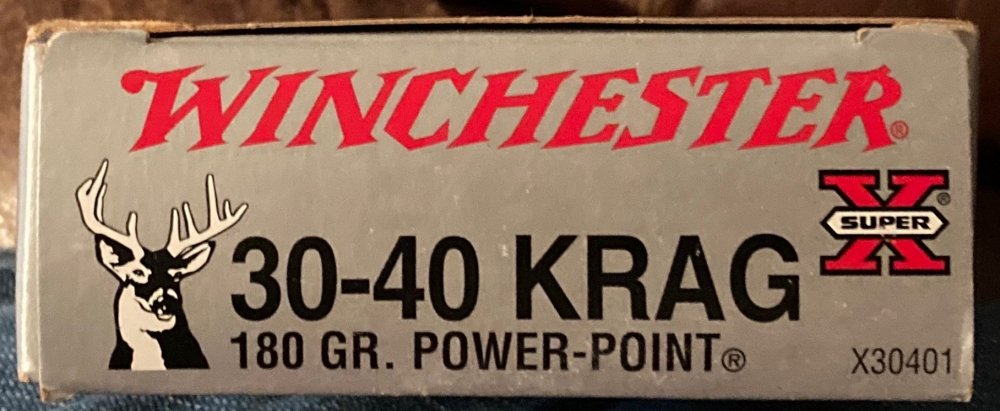 WINCHESTER®
X®
SUPER
30-40 KRAG
180 GR. POWER-POINT®
X30401